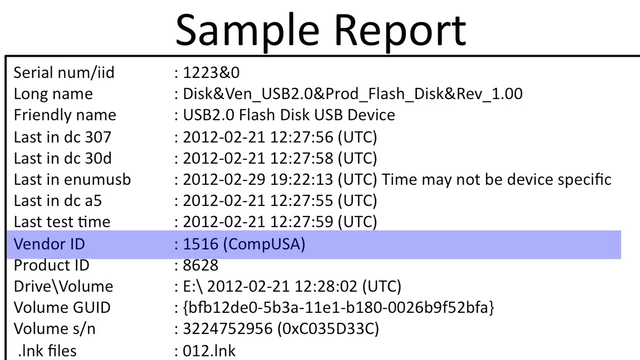 Sample Report
Serial num/iid : 1223&0
Long name : Disk&Ven_USB2.0&Prod_Flash_Disk&Rev_1.00
Friendly name : USB2.0 Flash Disk USB Device
Last in dc 307 : 2012-02-21 12:27:56 (UTC)
Last in dc 30d : 2012-02-21 12:27:58 (UTC)
Last in enumusb : 2012-02-29 19:22:13 (UTC) Time may not be device specific
Last in dc a5 : 2012-02-21 12:27:55 (UTC)
Last test time : 2012-02-21 12:27:59 (UTC)
Vendor ID : 1516 (CompUSA)
Product ID : 8628
Drive\Volume : E:\ 2012-02-21 12:28:02 (UTC)
Volume GUID : {bfb12de0-5b3a-11e1-b180-0026b9f52bfa}
Volume s/n : 3224752956 (0xC035D33C)
.lnk files : 012.lnk